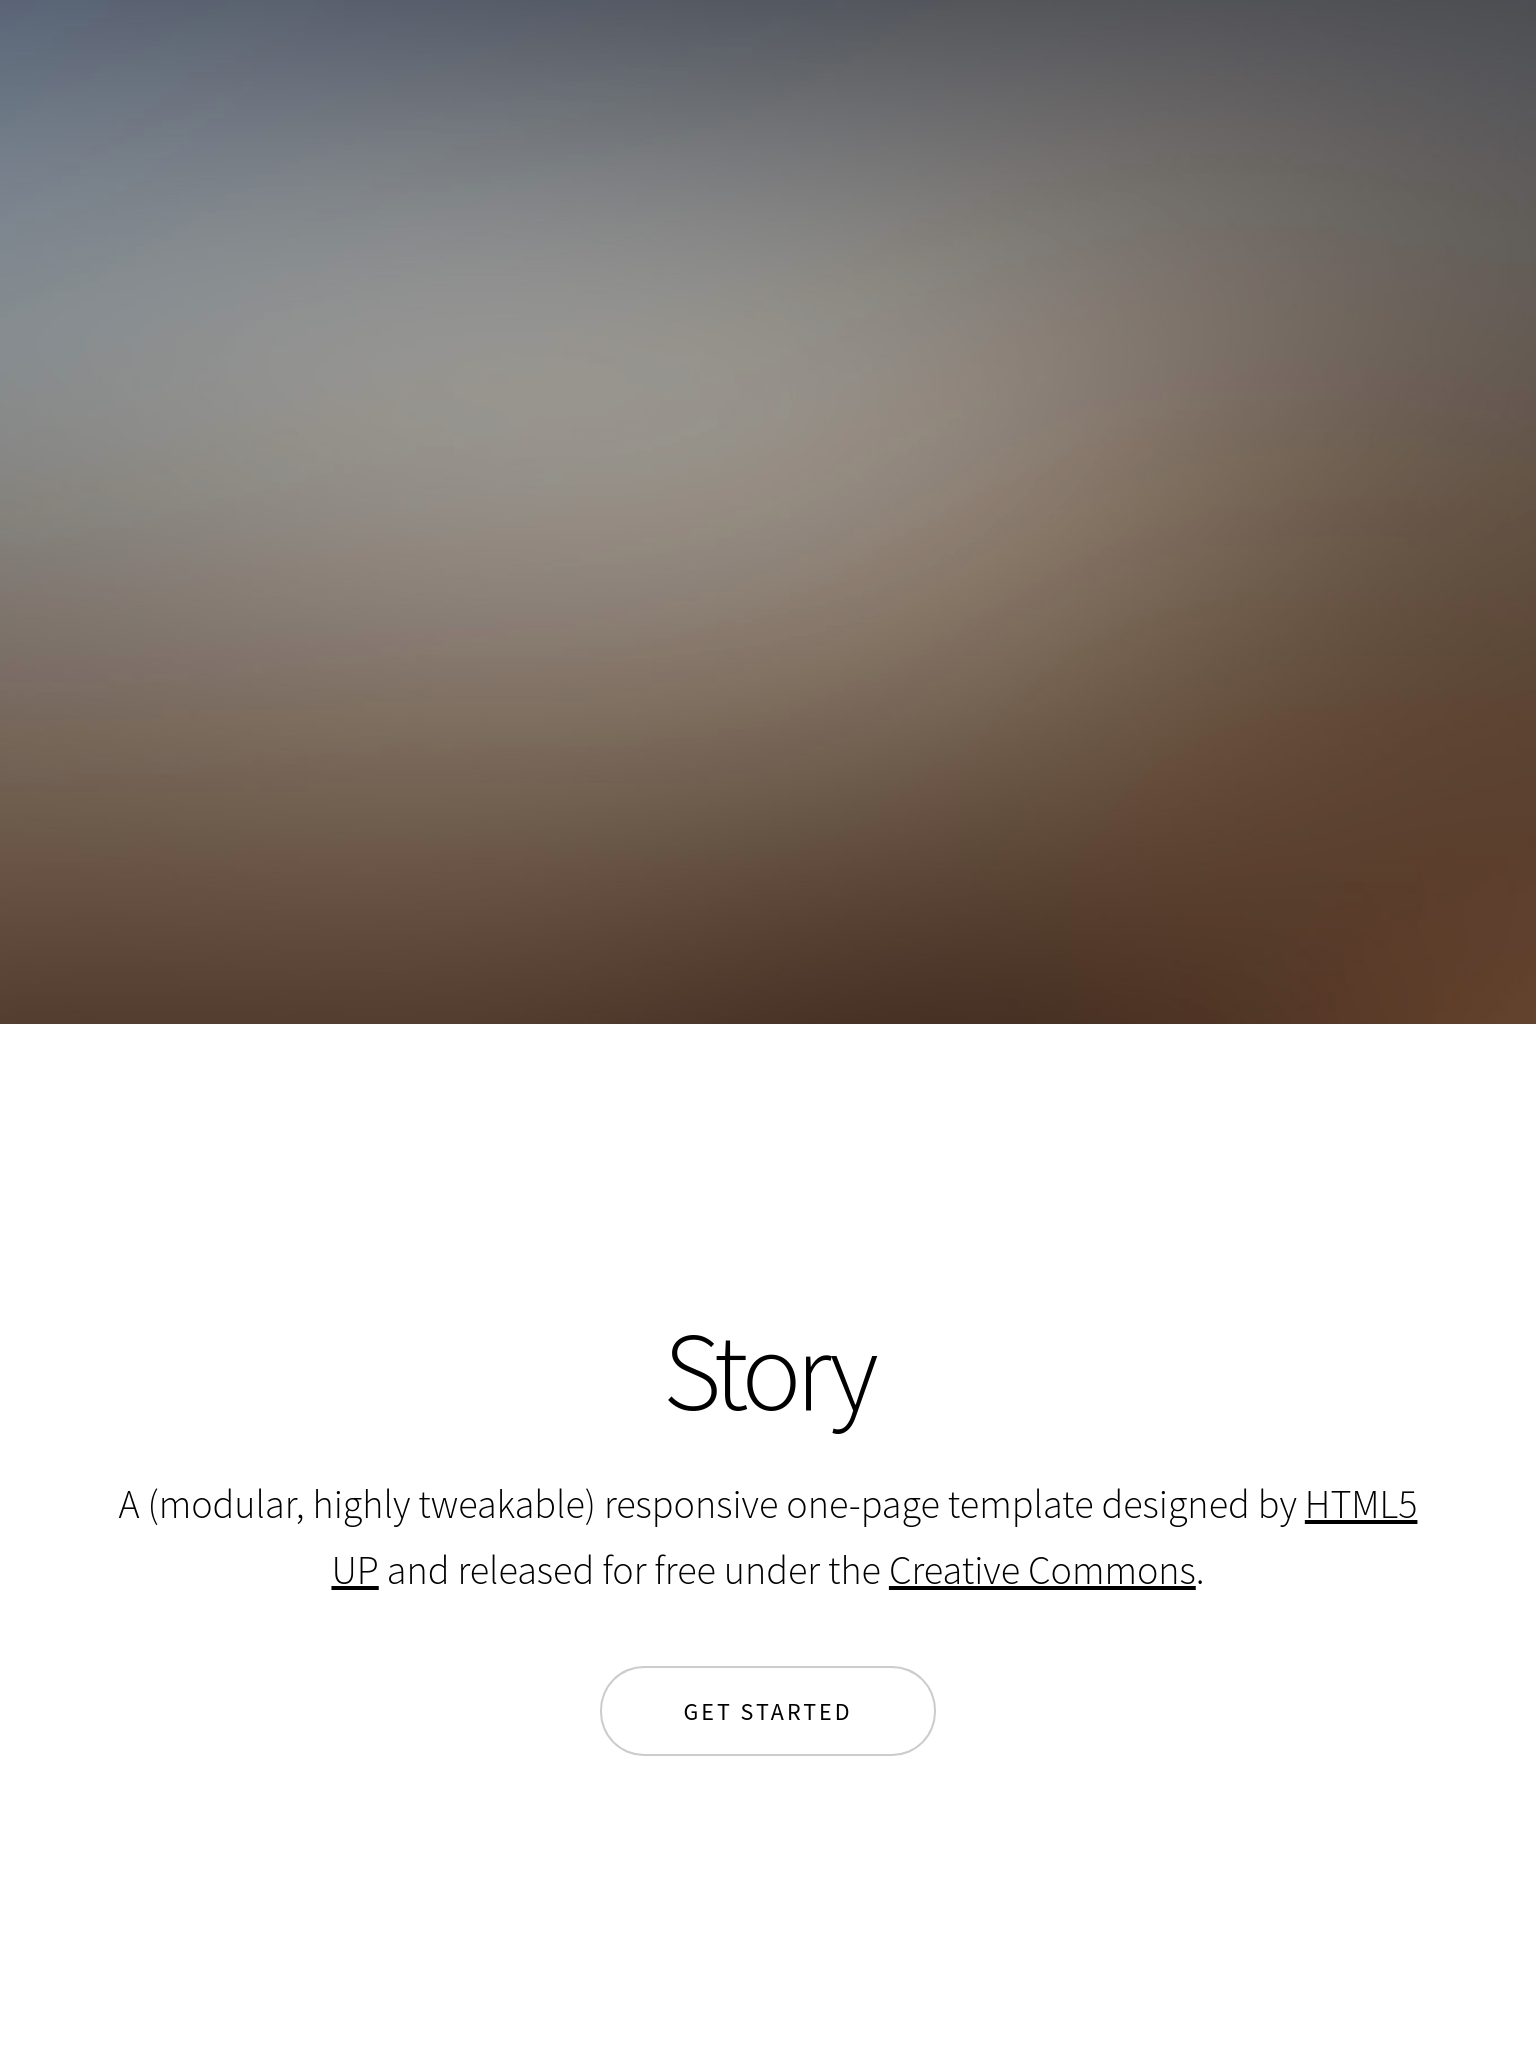 Story
A (modular, highly tweakable) responsive one-page template designed by HTML5
UP and released for free under the Creative Commons.
GET STARTED